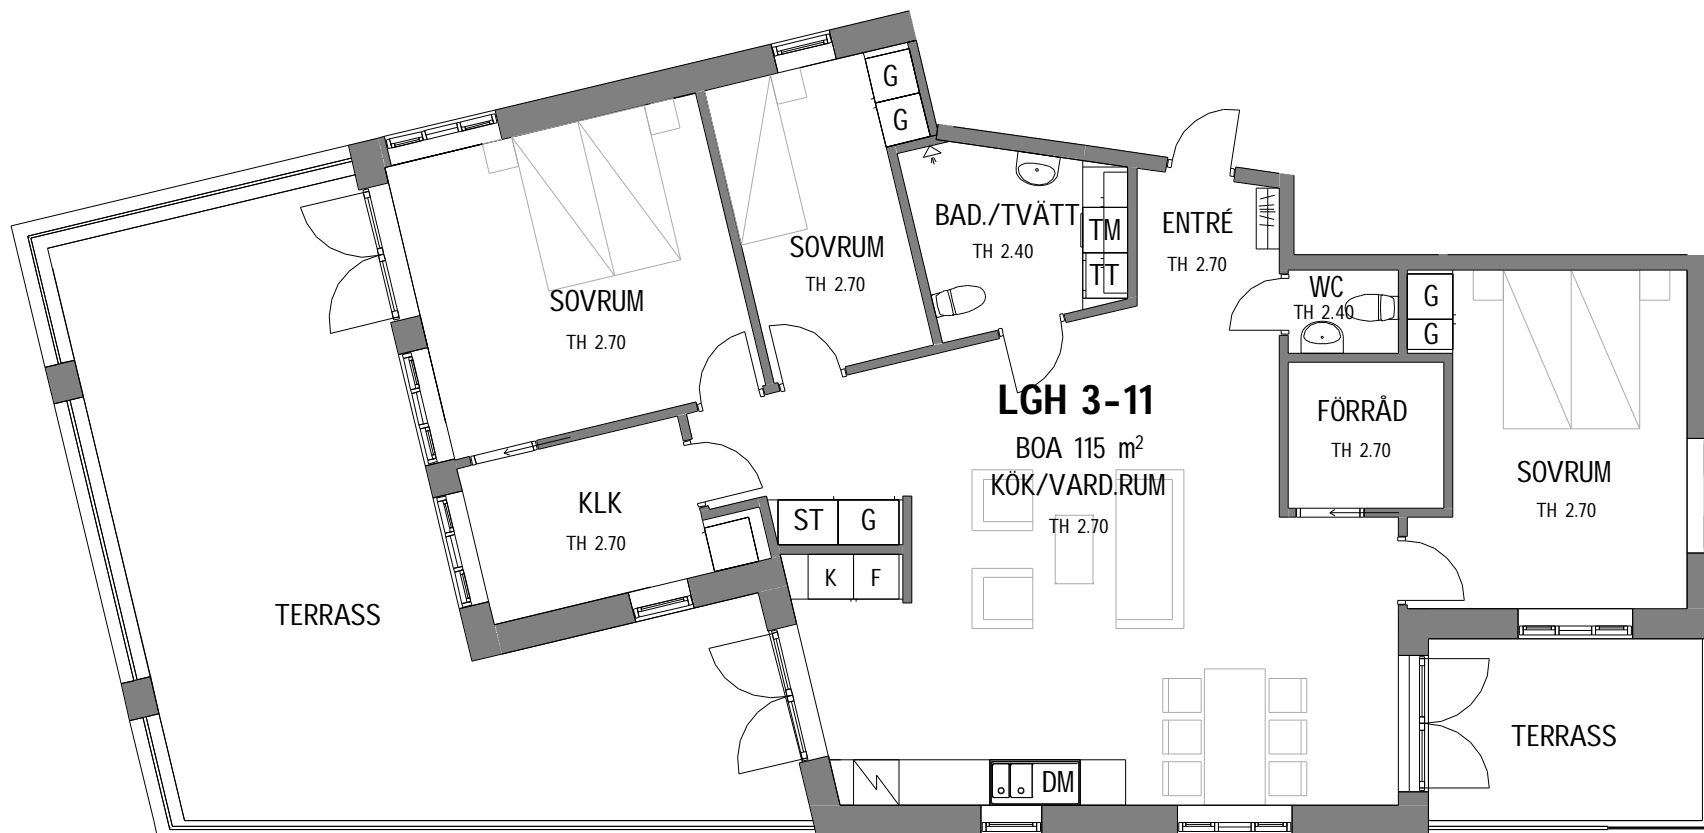 G
G
BAD./TVÄTT
TH 2.40
TM
TT
ENTRÉ
TH 2.70
SOVRUM
TH 2.70
SOVRUM
TH 2.70
WC
TH 2.40
G
G
LGH 3-11
BOA 115 m²
KÖK/VARD.RUM
TH 2.70
FÖRRÅD
TH 2.70
SOVRUM
TH 2.70
KLK
TH 2.70
ST
G
K
F
TERRASS
TERRASS
DM